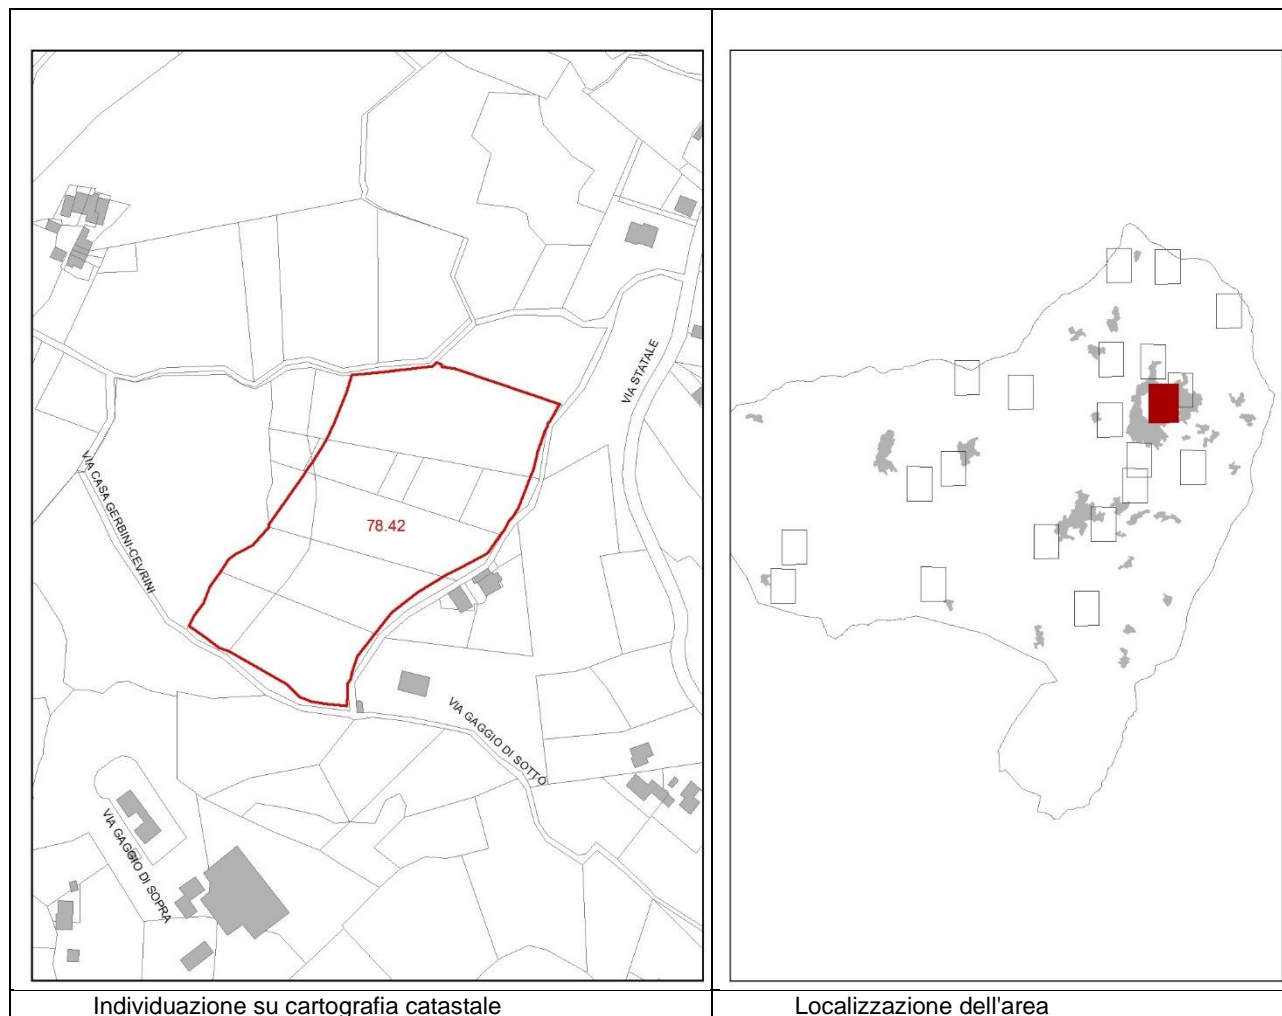 VIA STATALE
VIA CASA GERBINI-CEVRINI
78.42
VIA GAGGIO DI SOTTO
VIA GAGGIO DI SOPRA
Individuazione su cartografia catastale
Localizzazione dell'area